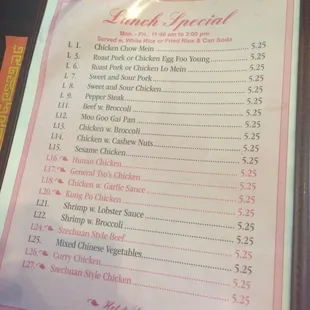 Lunch Special
Mon. - Fri.: 11:00 am to 3:00 pm
Served w. White Rice or Fried Rice & Can Soda
L 1. Chicken Chow Mein 5.25
L 5. Roast Pork or Chicken Egg Foo Young 5.25
L 6. Roast Pork or Chicken Lo Mein 5.25
L 7. Sweet and Sour Pork 5.25
L 8. Sweet and Sour Chicken 5.25
L 9. Pepper Steak 5.25
L11. Beef w. Broccoli 5.25
L12. Moo Goo Gai Pan 5.25
L13. Chicken w. Broccoli 5.25
L14. Chicken w. Cashew Nuts 5.25
L15. Sesame Chicken 5.25
L16. Hunan Chicken 5.25
L17. General Tso's Chicken 5.25
L18. Chicken w. Garlic Sauce 5.25
L20. Kung Po Chicken 5.25
L21. Shrimp w. Lobster Sauce 5.25
L22. Shrimp w. Broccoli 5.25
L24. Szechuan Style Beef 5.25
L25. Mixed Chinese Vegetables 5.25
L26. Curry Chicken 5.25
L27. Szechuan Style Chicken 5.25
Hot &